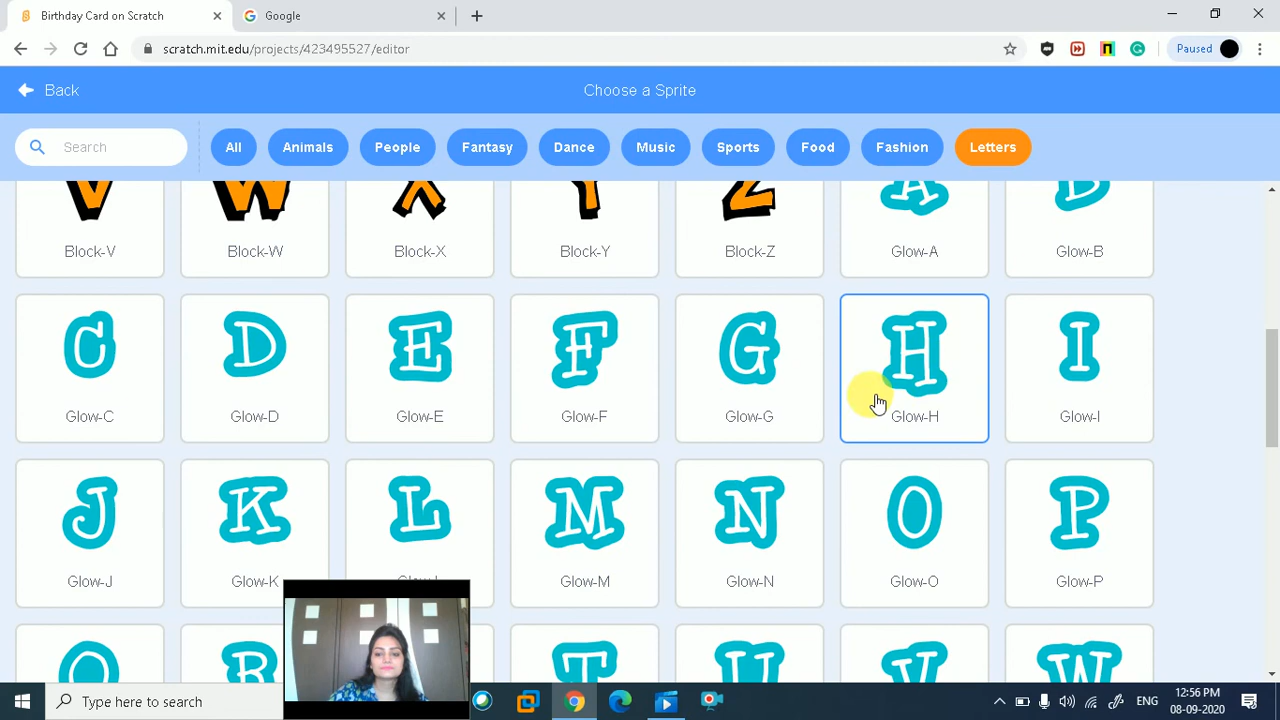 Birthday Card on Scratch
Google
scratch.mit.edu/projects/423495527/editor
Paused
Back
Choose a Sprite
Search
All
Animals
People
Fantasy
Dance
Music
Sports
Food
Fashion
Letters
V W X Y Z A B
Block-V
Block-W
Block-X
Block-Y
Block-Z
Glow-A
Glow-B
C D E F G H I
Glow-C
Glow-D
Glow-E
Glow-F
Glow-G
Glow-H
Glow-I
J K L M N O P
Glow-J
Glow-K
Glow-M
Glow-N
Glow-O
Glow-P
Q R T U V W
Type here to search
ENG
12:56 PM
08-09-2020